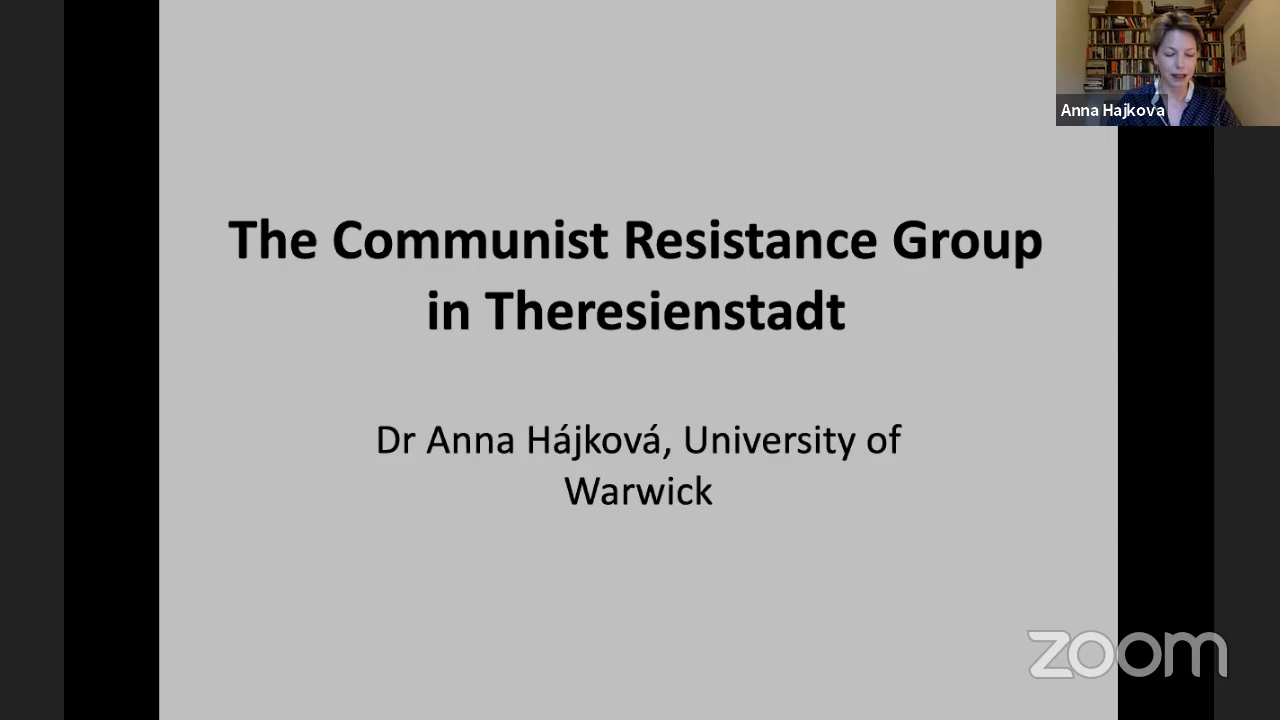 Anna Hajkova
The Communist Resistance Group
in Theresienstadt
Dr Anna Hájková, University of
Warwick
zoom